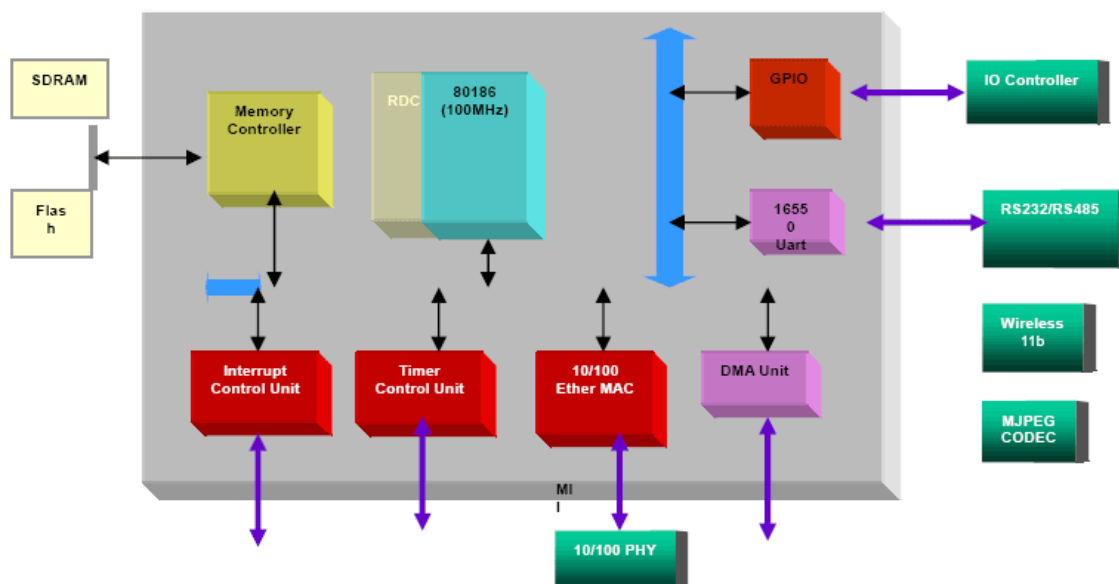 SDRAM
Flas
h
Memory
Controller
RDC
80186
(100MHz)
GPIO
1655
0
Uart
IO Controller
RS232/RS485
Wireless
11b
MJPEG
CODEC
Interrupt
Control Unit
Timer
Control Unit
10/100
Ether MAC
DMA Unit
MI
I
10/100 PHY